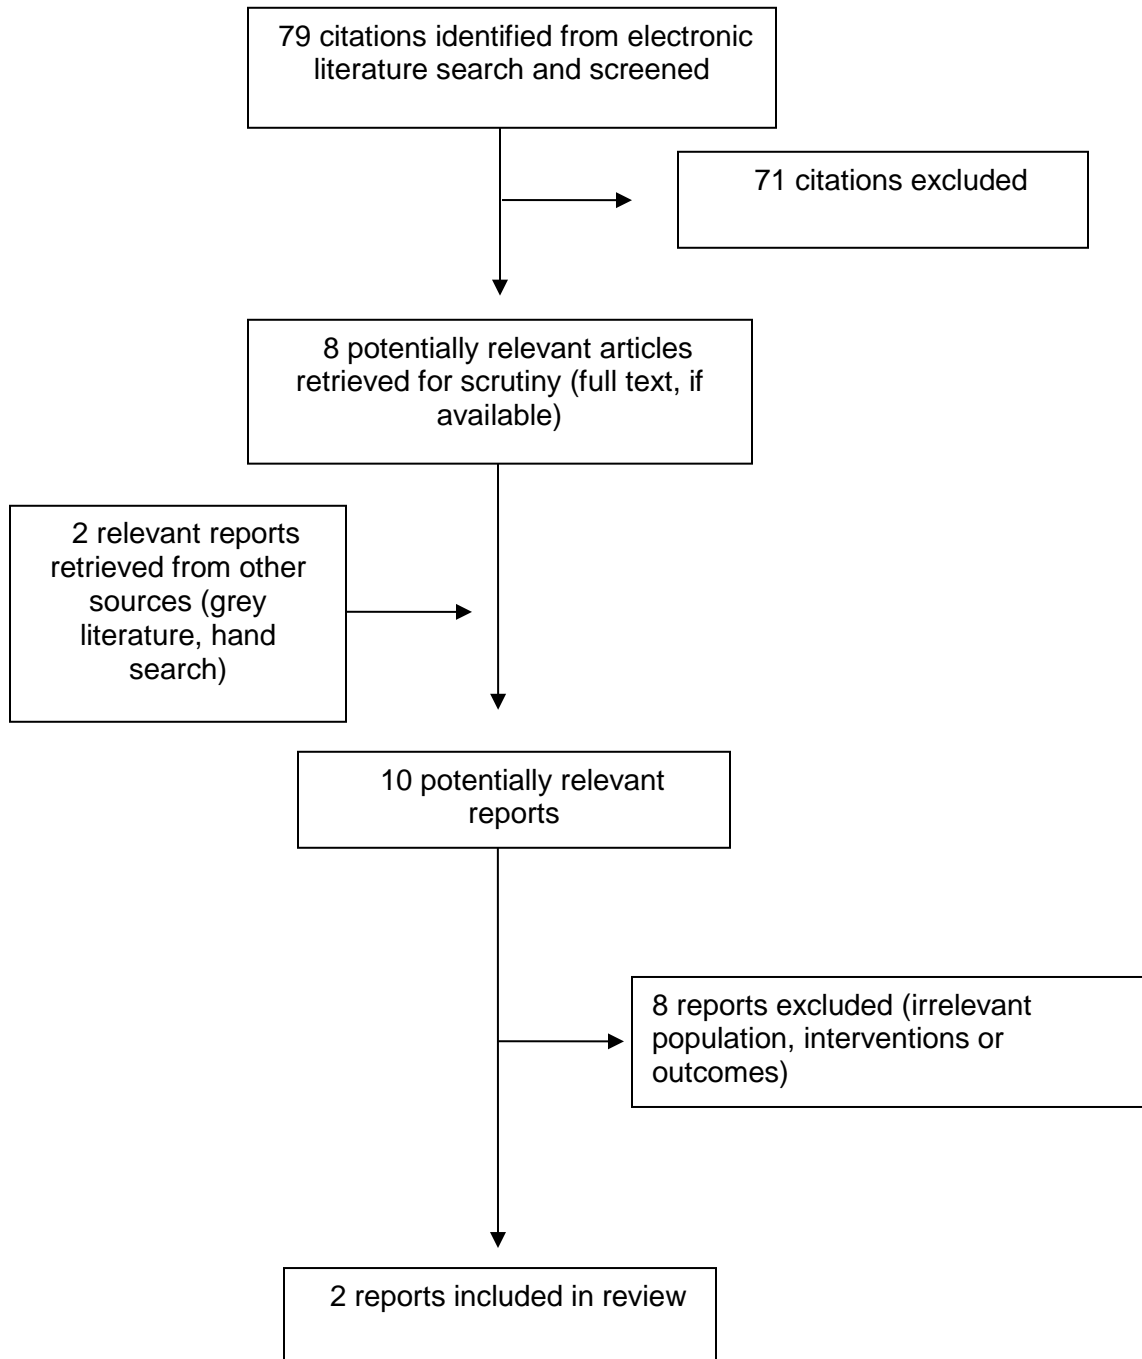 79 citations identified from electronic
literature search and screened
71 citations excluded
8 potentially relevant articles
retrieved for scrutiny (full text, if
available)
2 relevant reports
retrieved from other
sources (grey
literature, hand
search)
10 potentially relevant
reports
8 reports excluded (irrelevant
population, interventions or
outcomes)
2 reports included in review